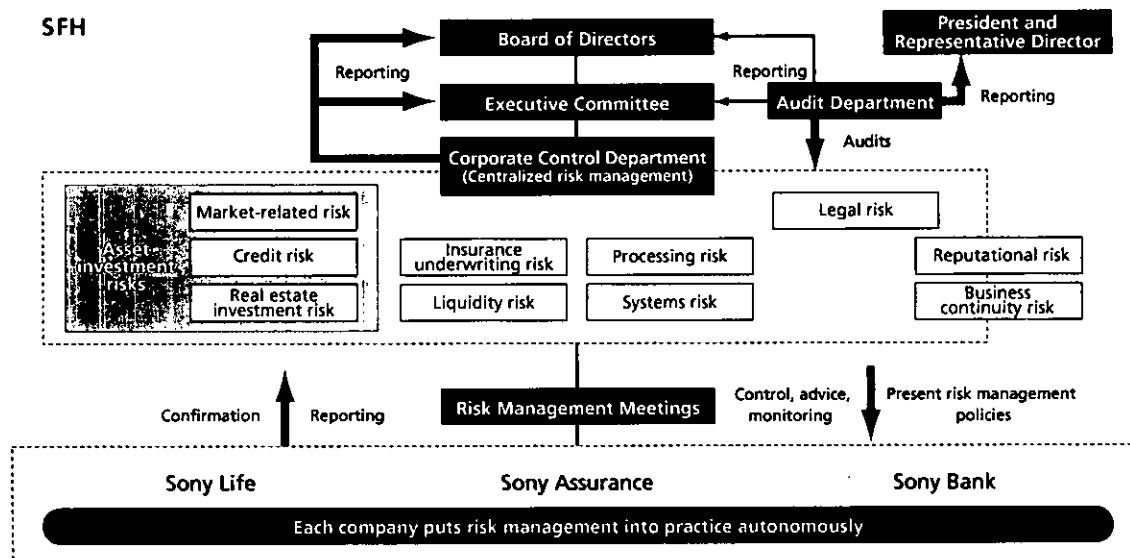 SFH
President and
Representative Director
Board of Directors
Reporting
Reporting
Executive Committee
Audit Department
Reporting
Audits
Corporate Control Department
(Centralized risk management)
Asset
investment
risks
Market-related risk
Credit risk
Real estate
investment risk
Insurance
underwriting risk
Liquidity risk
Processing risk
Systems risk
Legal risk
Reputational risk
Business
continuity risk
Confirmation
Reporting
Risk Management Meetings
Control, advice,
monitoring
Present risk management
policies
Sony Life
Sony Assurance
Sony Bank
Each company puts risk management into practice autonomously